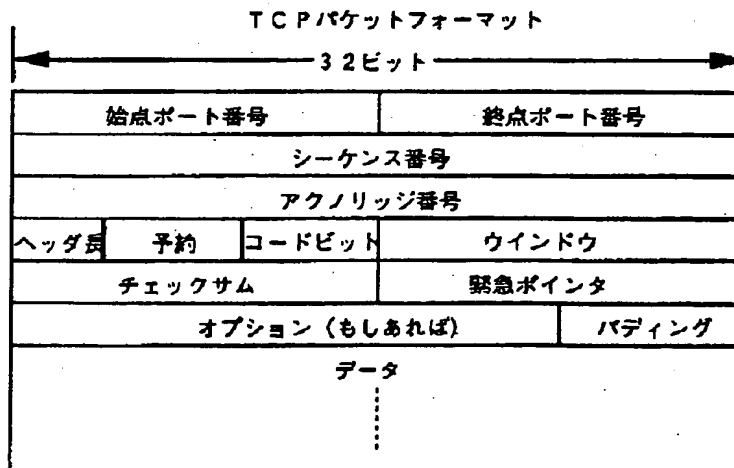 TCPパケットフォーマット
32ビット
始点ポート番号 終点ポート番号
シーケンス番号
アクノリッジ番号
ヘッダ長 予約 コードビット ウインドウ
チェックサム 緊急ポインタ
オプション（もしあれば） パディング
データ